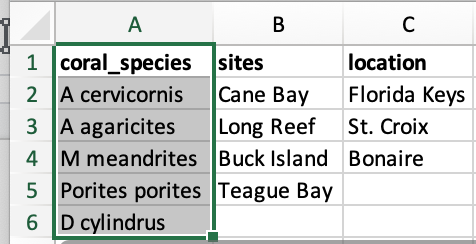 A B C
1 coral_species sites location
2 A cervicornis Cane Bay Florida Keys
3 A agaricites Long Reef St. Croix
4 M meandrites Buck Island Bonaire
5 Porites porites Teague Bay
6 D cylindrus